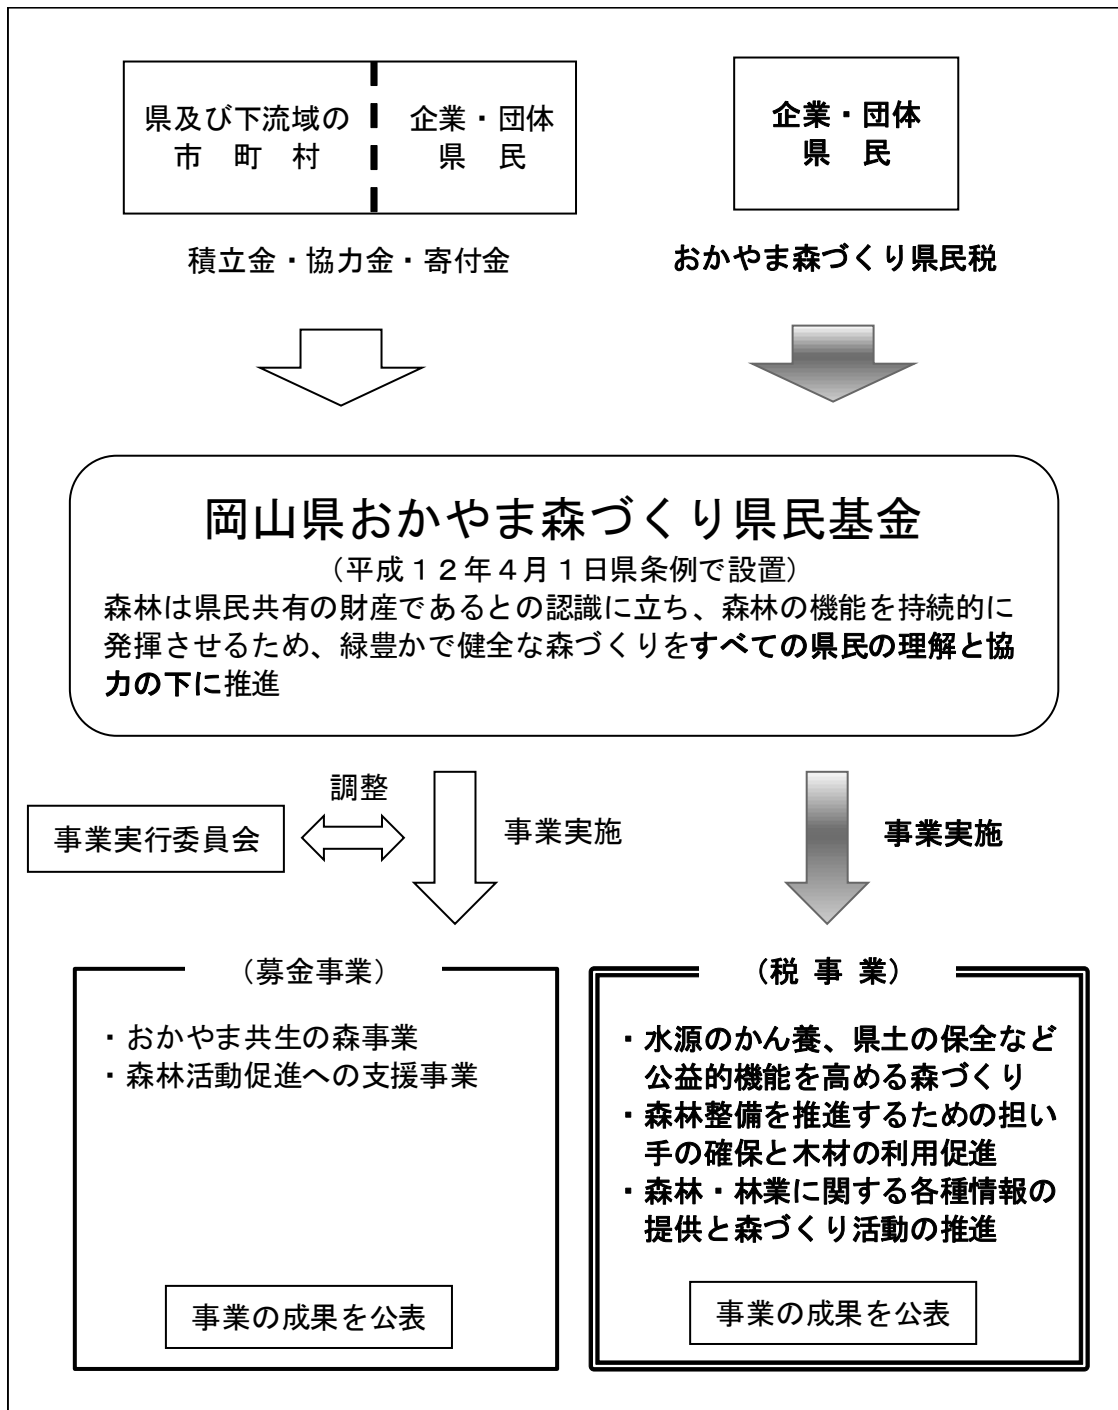 県及び下流域の
市　町　村
企業・団体
県　民
企業・団体
県　民
積立金・協力金・寄付金
おかやま森づくり県民税
岡山県おかやま森づくり県民基金
（平成１２年４月１日県条例で設置）
森林は県民共有の財産であるとの認識に立ち、森林の機能を持続的に
発揮させるため、緑豊かで健全な森づくりをすべての県民の理解と協
力の下に推進
調整
事業実行委員会
事業実施
事業実施
（募金事業）
・おかやま共生の森事業
・森林活動促進への支援事業
事業の成果を公表
（税 事 業）
・水源のかん養、県土の保全など
公益的機能を高める森づくり
・森林整備を推進するための担い
手の確保と木材の利用促進
・森林・林業に関する各種情報の
提供と森づくり活動の推進
事業の成果を公表